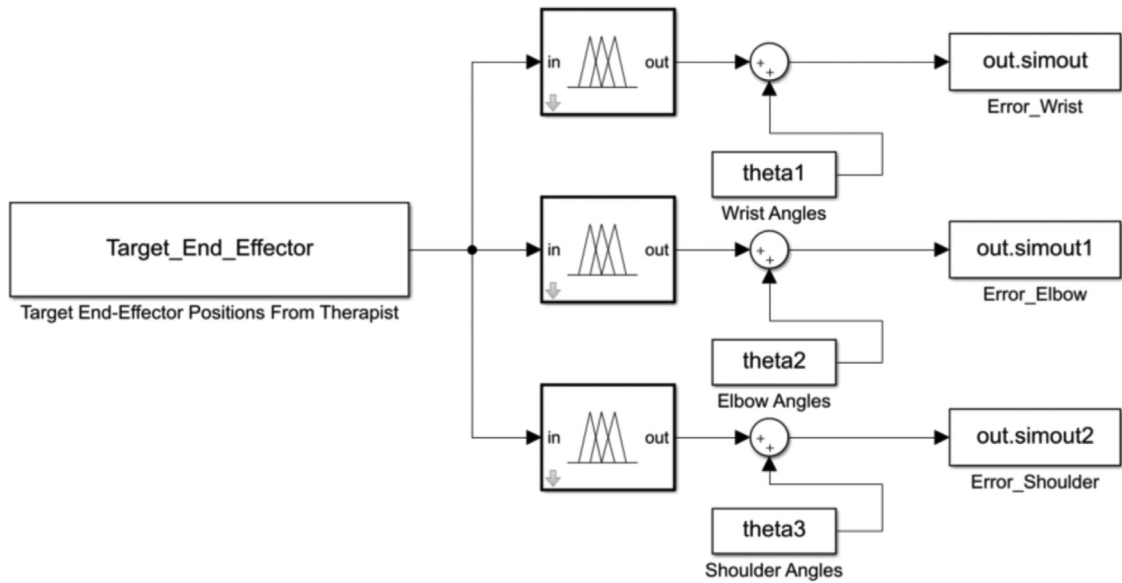 in out + + out.simout
Error_Wrist
theta1
Wrist Angles
Target_End_Effector
Target End-Effector Positions From Therapist
in out + + out.simout1
Error_Elbow
theta2
Elbow Angles
in out + + out.simout2
Error_Shoulder
theta3
Shoulder Angles